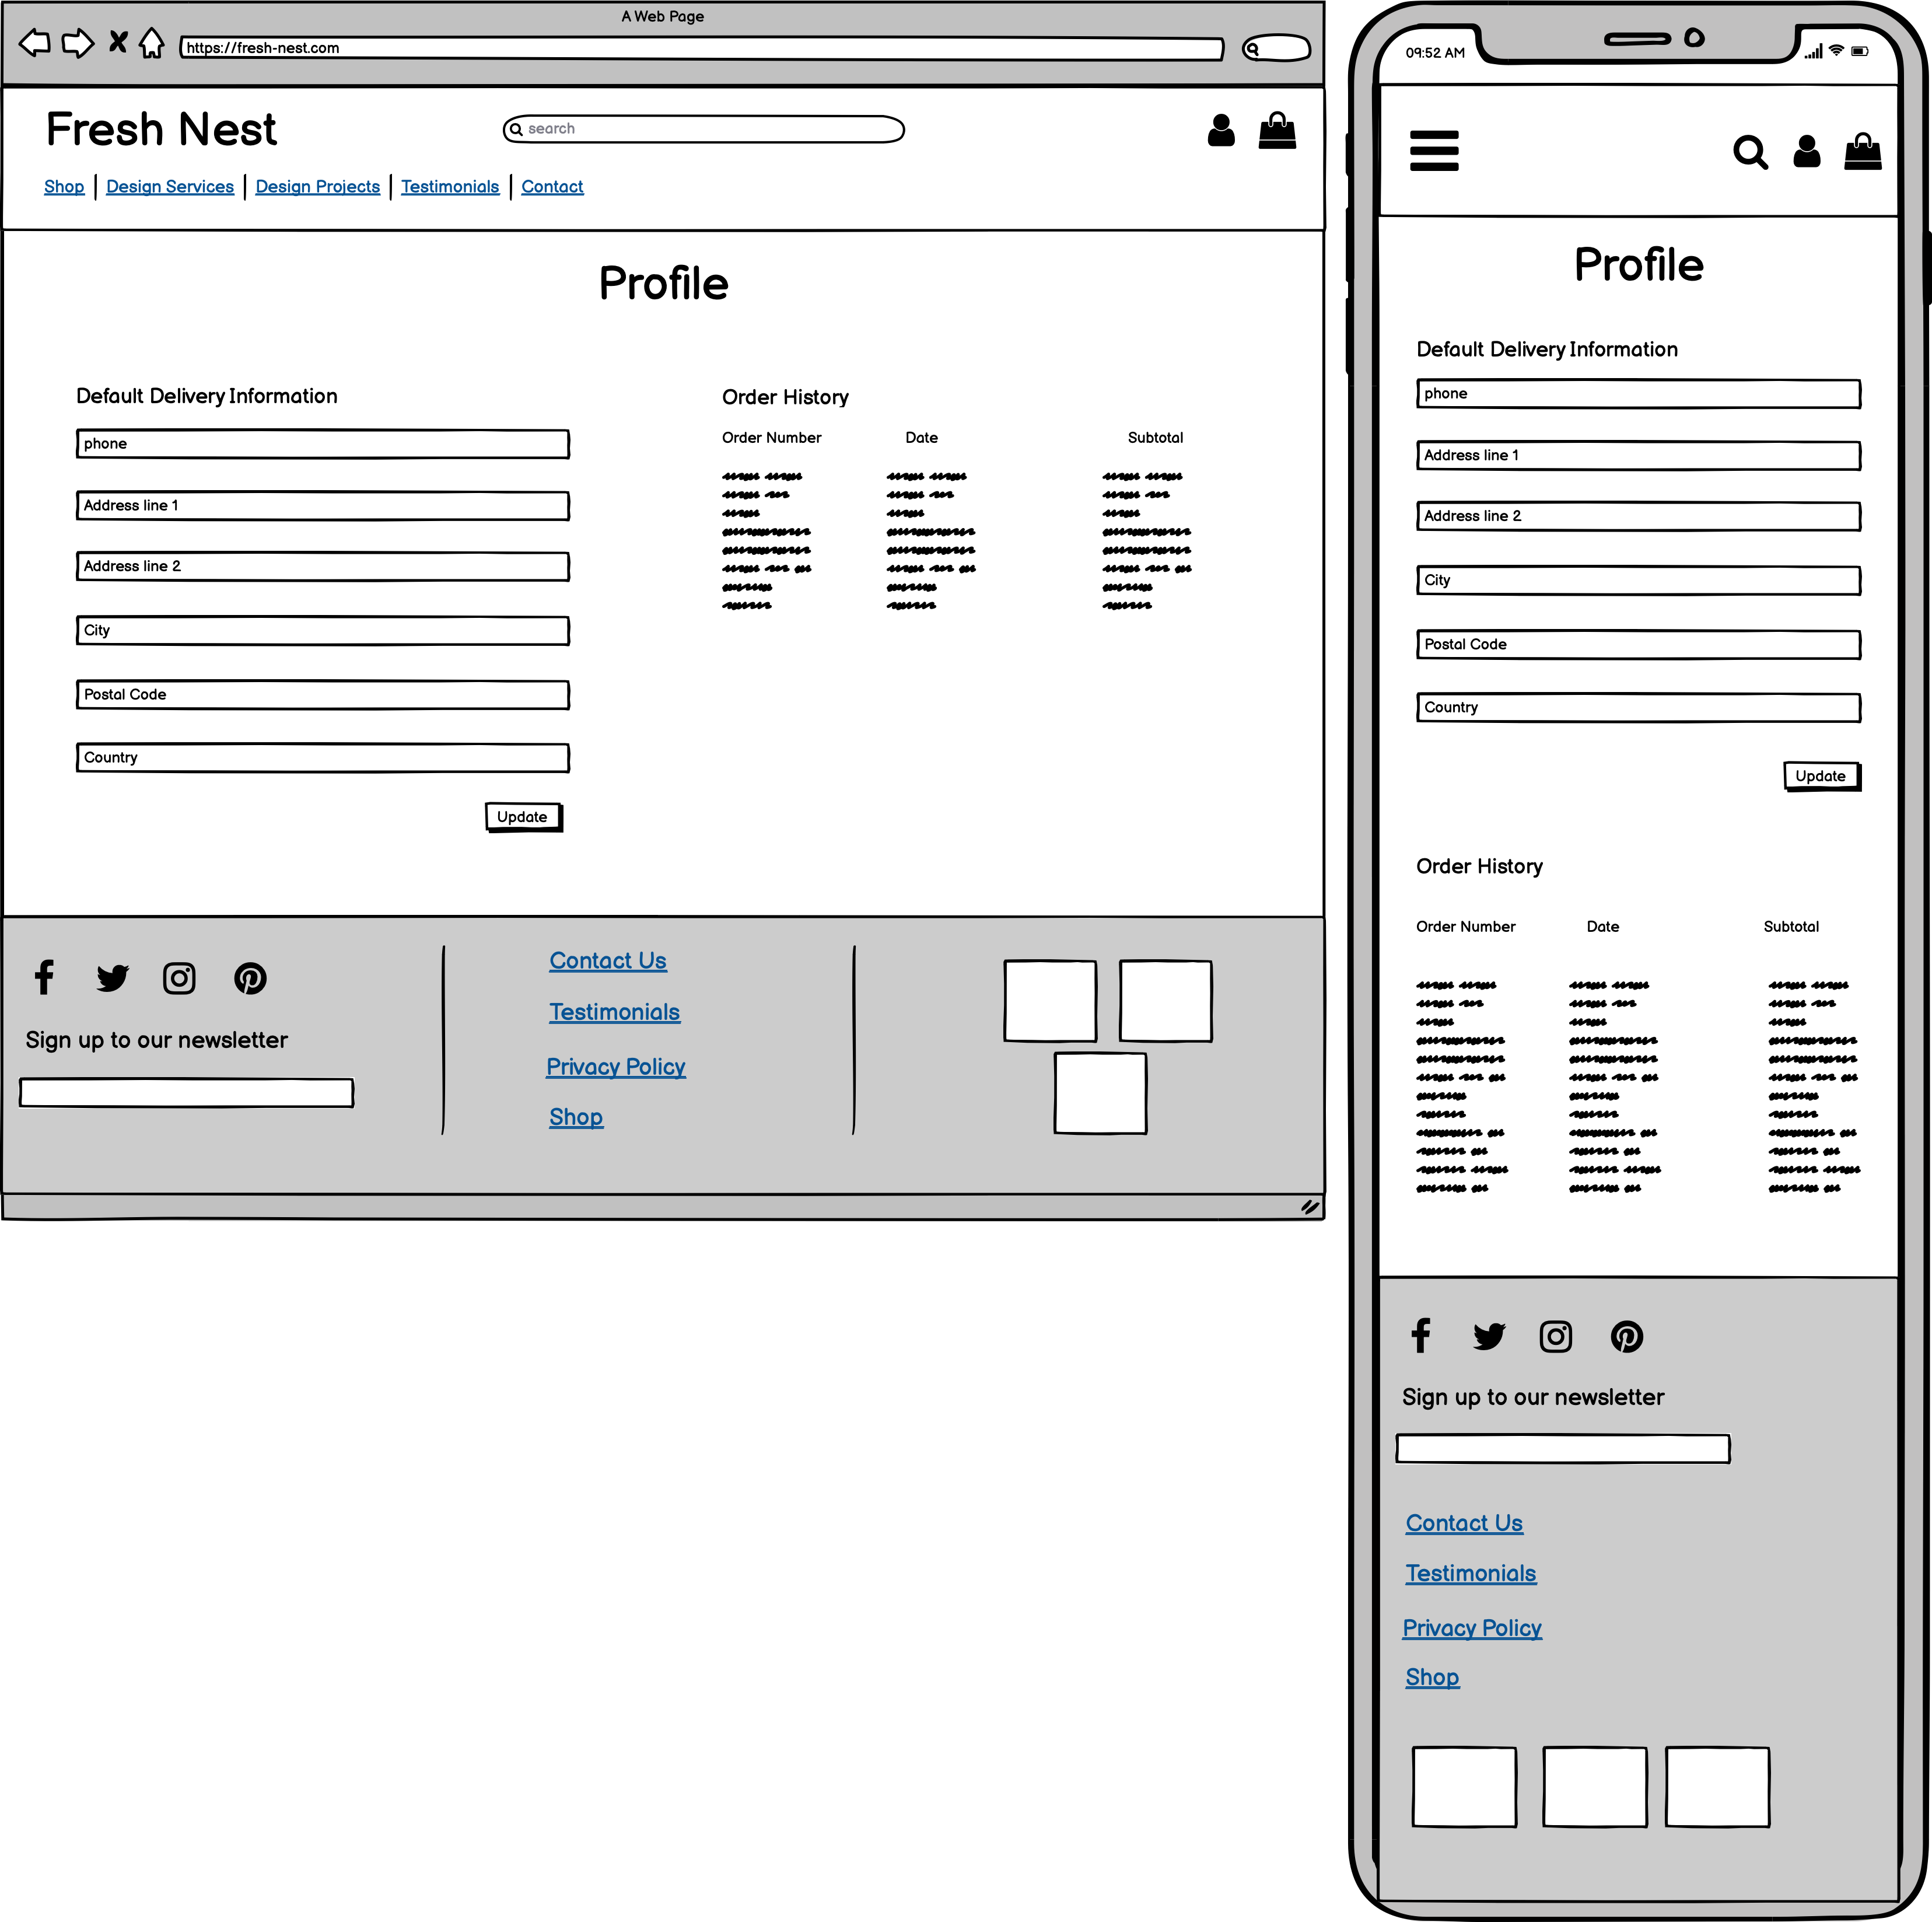 A Web Page
https://fresh-nest.com
Fresh Nest
search
Shop | Design Services | Design Projects | Testimonials | Contact
Profile
Default Delivery Information
phone
Address line 1
Address line 2
City
Postal Code
Country
Update
Order History
Order Number Date Subtotal
Sign up to our newsletter
Contact Us
Testimonials
Privacy Policy
Shop
09:52 AM
Profile
Default Delivery Information
phone
Address line 1
Address line 2
City
Postal Code
Country
Update
Order History
Order Number Date Subtotal
Sign up to our newsletter
Contact Us
Testimonials
Privacy Policy
Shop